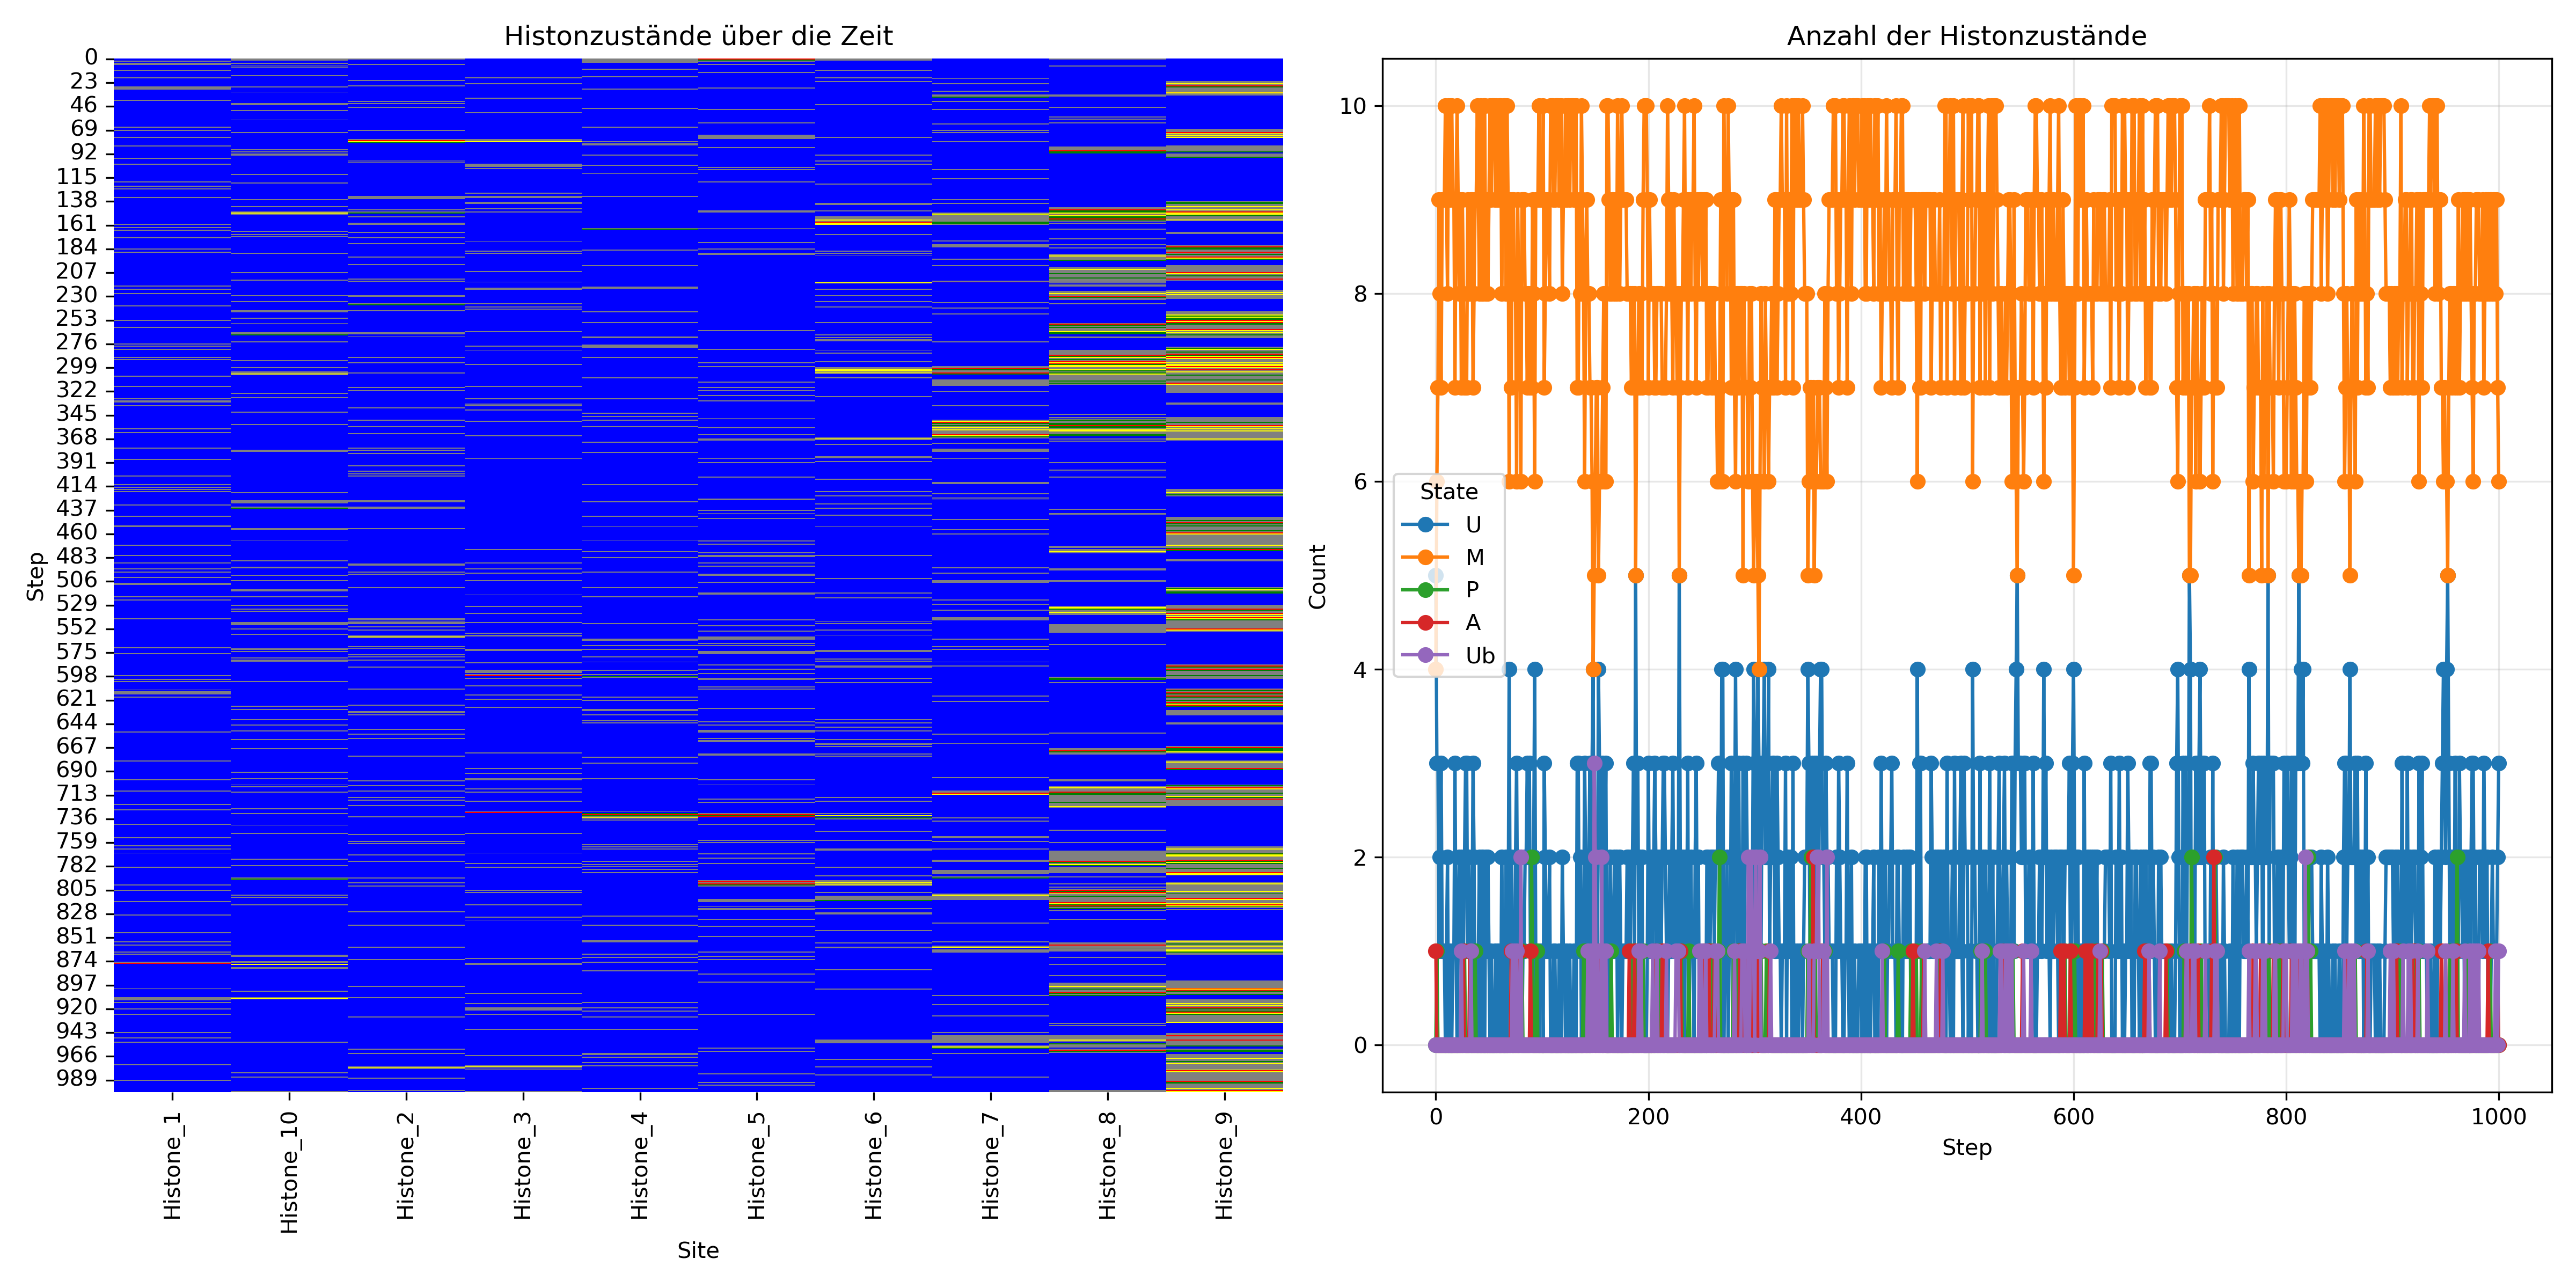 Histonzustände über die Zeit
0
23
46
69
92
115
138
161
184
207
230
253
276
299
322
345
368
391
414
437
460
483
506
529
552
575
598
621
644
667
690
713
736
759
782
805
828
851
874
897
920
943
966
989
Step
Histone_1
Histone_10
Histone_2
Histone_3
Histone_4
Histone_5
Histone_6
Histone_7
Histone_8
Histone_9
Site
Anzahl der Histonzustände
10
8
6
4
2
0
Count
State
U
M
P
A
Ub
0
200
400
600
800
1000
Step